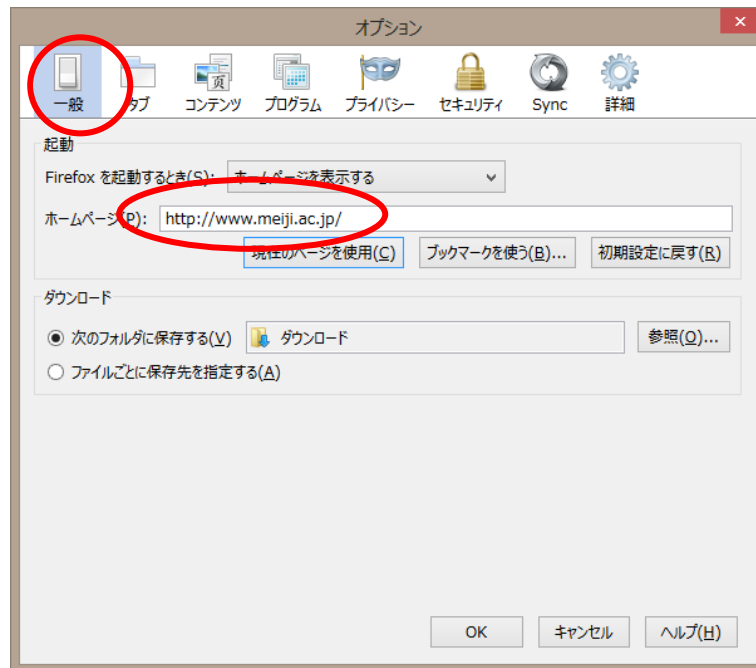 オプション
一般 タブ コンテンツ プログラム プライバシー セキュリティ Sync 詳細
起動
Firefox を起動するとき(S): ホームページを表示する
ホームページ(P): http://www.meiji.ac.jp/
現在のページを使用(C) ブックマークを使う(B)... 初期設定に戻す(R)
ダウンロード
次のフォルダに保存する(V) ダウンロード 参照(O)...
ファイルごとに保存先を指定する(A)
OK キャンセル ヘルプ(H)